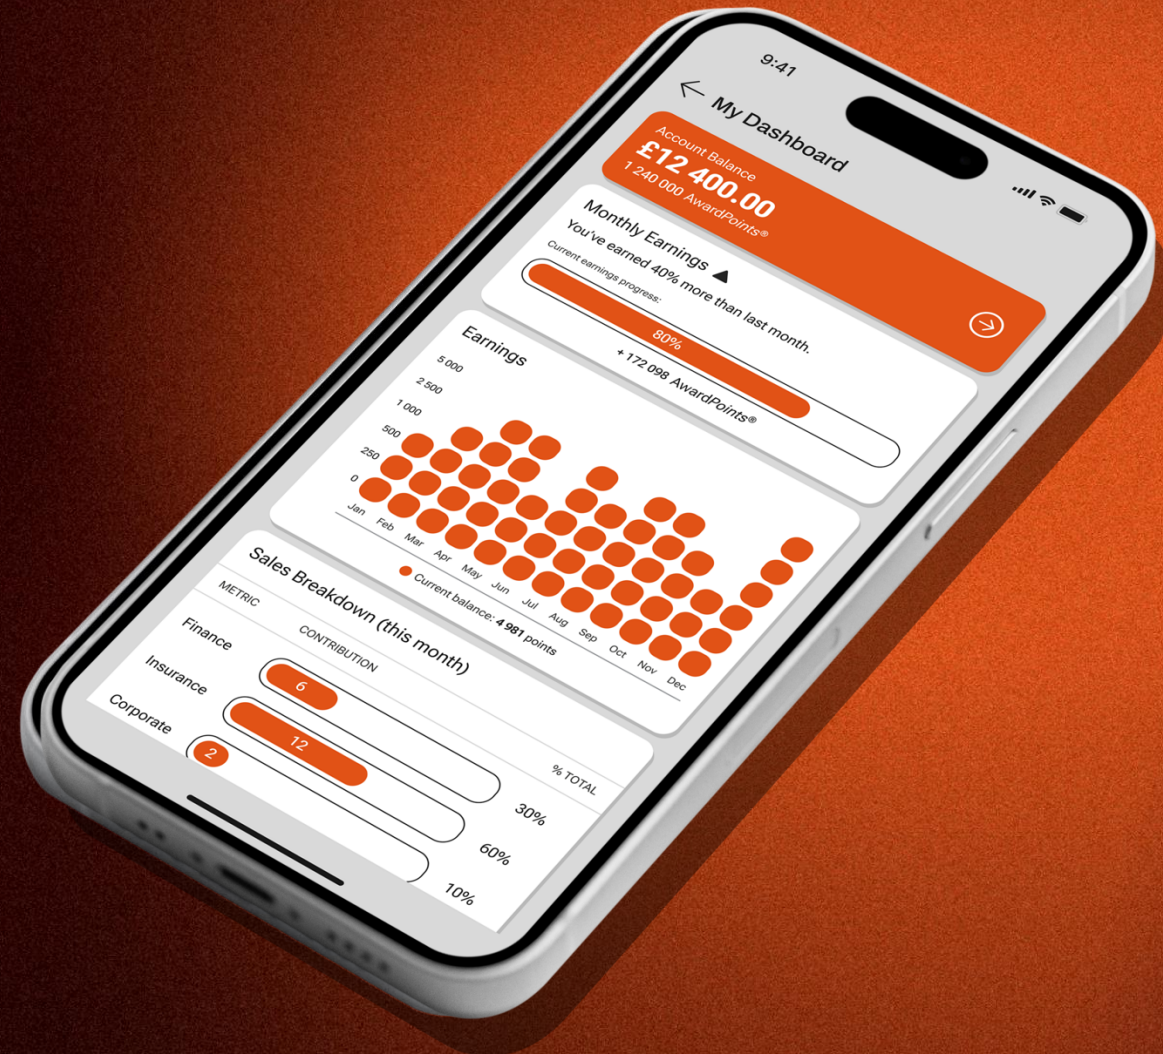 9:41
My Dashboard
Account Balance
£12 400.00
1 240 000 AwardPoints®
Monthly Earnings
You've earned 40% more than last month.
Current earnings progress:
80%
+ 172 098 AwardPoints®
Earnings
5 000
2 500
1 000
500
250
0
Jan Feb Mar Apr May Jun Jul Aug Sep Oct Nov Dec
Current balance: 4 981 points
Sales Breakdown (this month)
METRIC CONTRIBUTION % TOTAL
Finance 6 30%
Insurance 12 60%
Corporate 2 10%